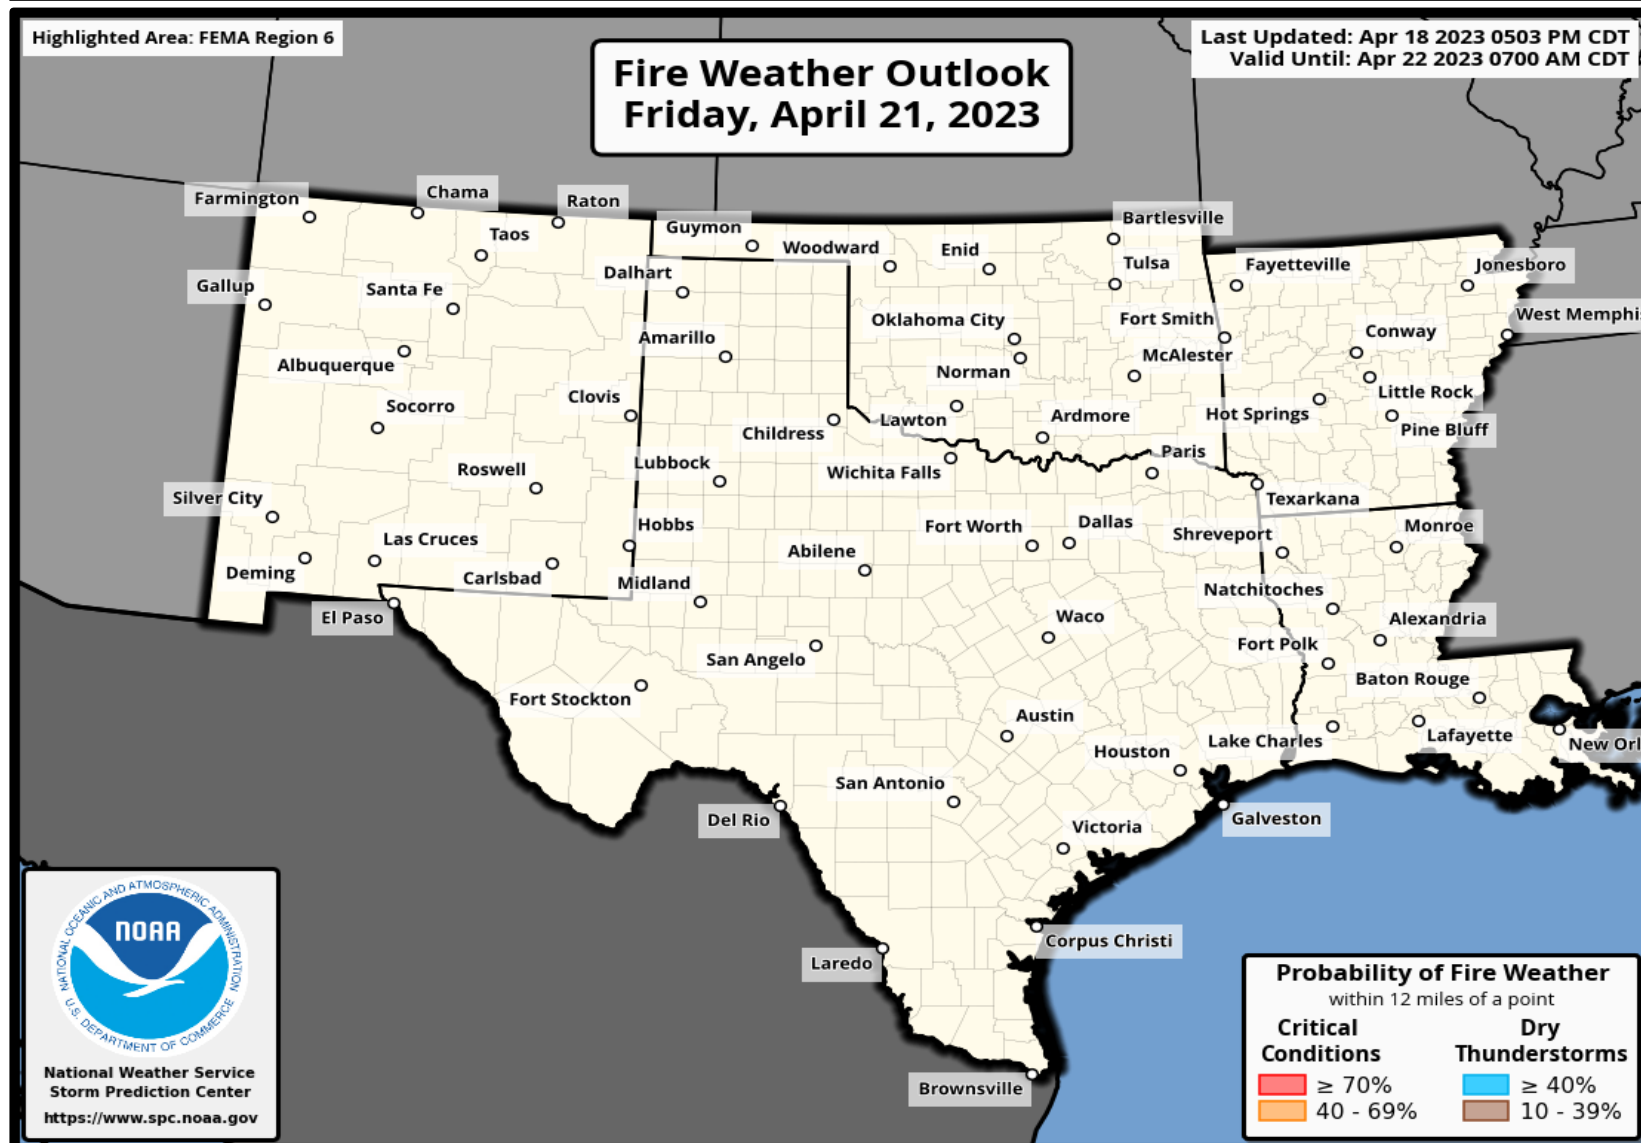 Highlighted Area: FEMA Region 6
Last Updated: Apr 18 2023 0503 PM CDT
Valid Until: Apr 22 2023 0700 AM CDT
Fire Weather Outlook
Friday, April 21, 2023
Farmington
Chama
Raton
Taos
Guymon
Woodward
Enid
Bartlesville
Tulsa
Fayetteville
Jonesboro
Gallup
Santa Fe
Dalhart
Amarillo
Oklahoma City
Fort Smith
West Memphis
Conway
Albuquerque
Norman
McAlester
Little Rock
Socorro
Clovis
Childress
Lawton
Ardmore
Hot Springs
Pine Bluff
Roswell
Lubbock
Wichita Falls
Paris
Texarkana
Silver City
Las Cruces
Hobbs
Abilene
Fort Worth
Dallas
Shreveport
Monroe
Deming
Carlsbad
Midland
Natchitoches
El Paso
Waco
Alexandria
San Angelo
Fort Polk
Fort Stockton
Baton Rouge
Austin
Houston
Lake Charles
Lafayette
New Orl
San Antonio
Del Rio
Victoria
Galveston
Corpus Christi
Laredo
Brownsville
NATIONAL OCEANIC AND ATMOSPHERIC ADMINISTRATION
NOAA
U.S. DEPARTMENT OF COMMERCE
National Weather Service
Storm Prediction Center
https://www.spc.noaa.gov
Probability of Fire Weather
within 12 miles of a point
Critical Conditions
≥ 70%
40 - 69%
Dry Thunderstorms
≥ 40%
10 - 39%